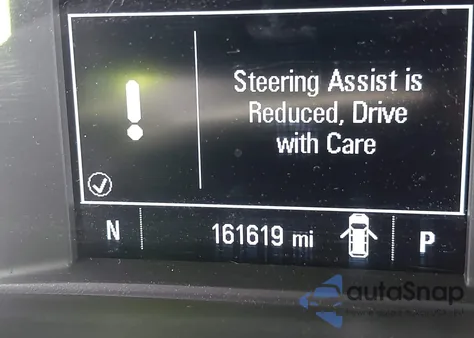 Steering Assist is
Reduced, Drive
with Care
N 161619 mi P
autoSnap